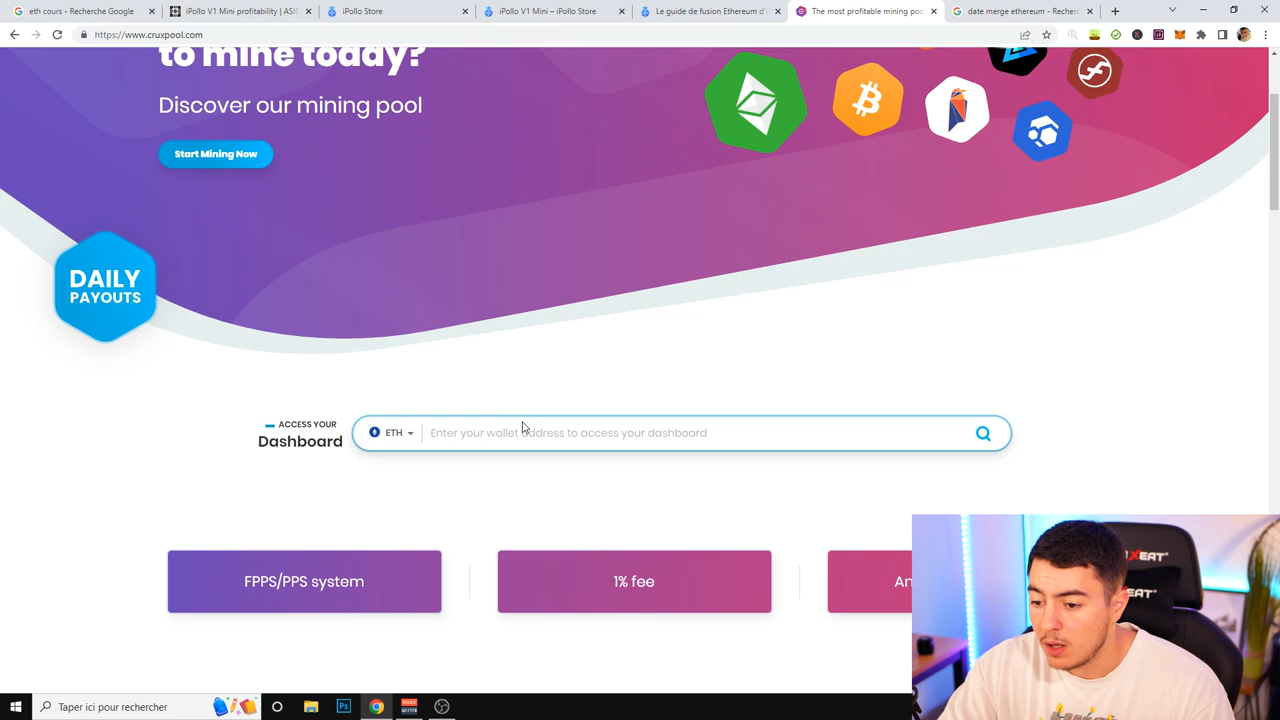 eth cours - Recherche Google
iPollo V1 Mini profitability | ASIC
iPollo Store
iPollo V1 Mini – iPollo Store
Le guide de fusion Ethereum d'
The most profitable mining poo
date merge ethereum - Recherc
https://www.cruxpool.com
to mine today?
Discover our mining pool
Start Mining Now
DAILY
PAYOUTS
ACCESS YOUR
Dashboard
ETH
Enter your wallet address to access your dashboard
FPPS/PPS system
1% fee
An
Taper ici pour rechercher
Ps